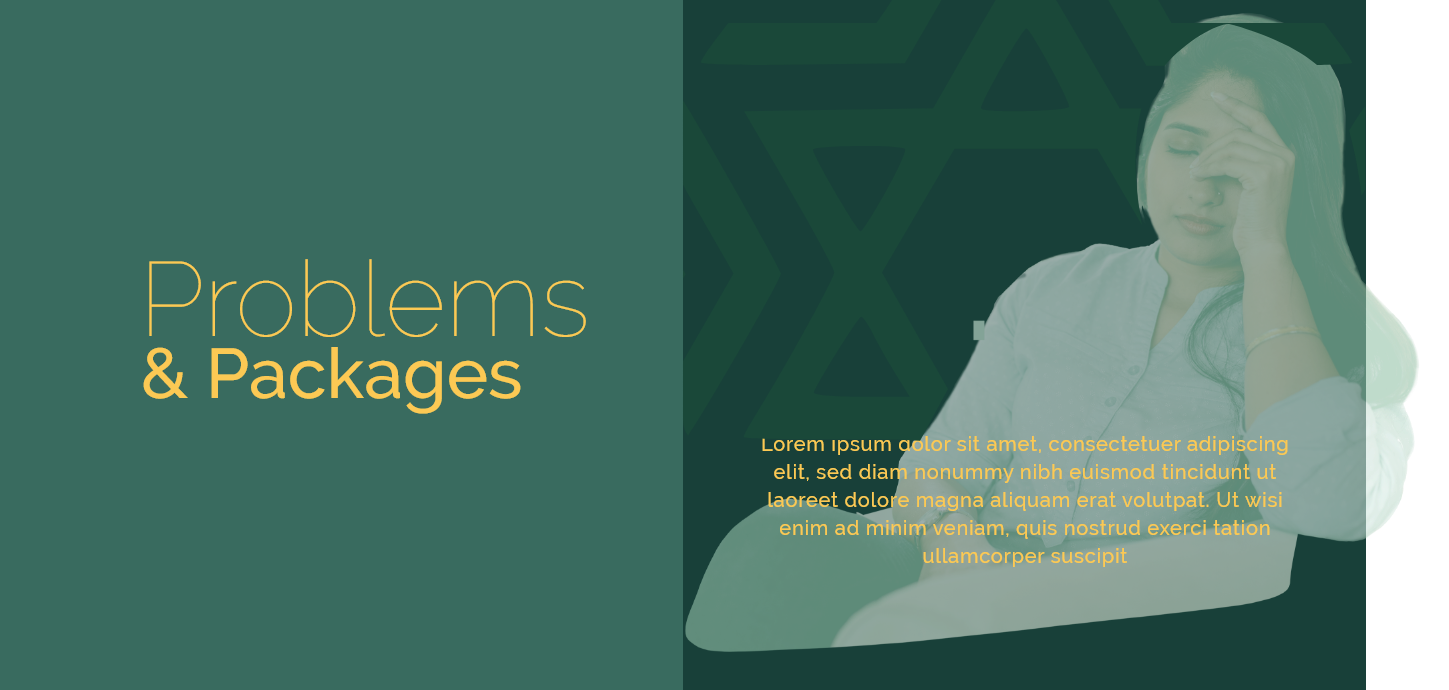 Problems
& Packages
Lorem ipsum dolor sit amet, consectetuer adipiscing
elit, sed diam nonummy nibh euismod tincidunt ut
laoreet dolore magna aliquam erat volutpat. Ut wisi
enim ad minim veniam, quis nostrud exerci tation
ullamcorper suscipit